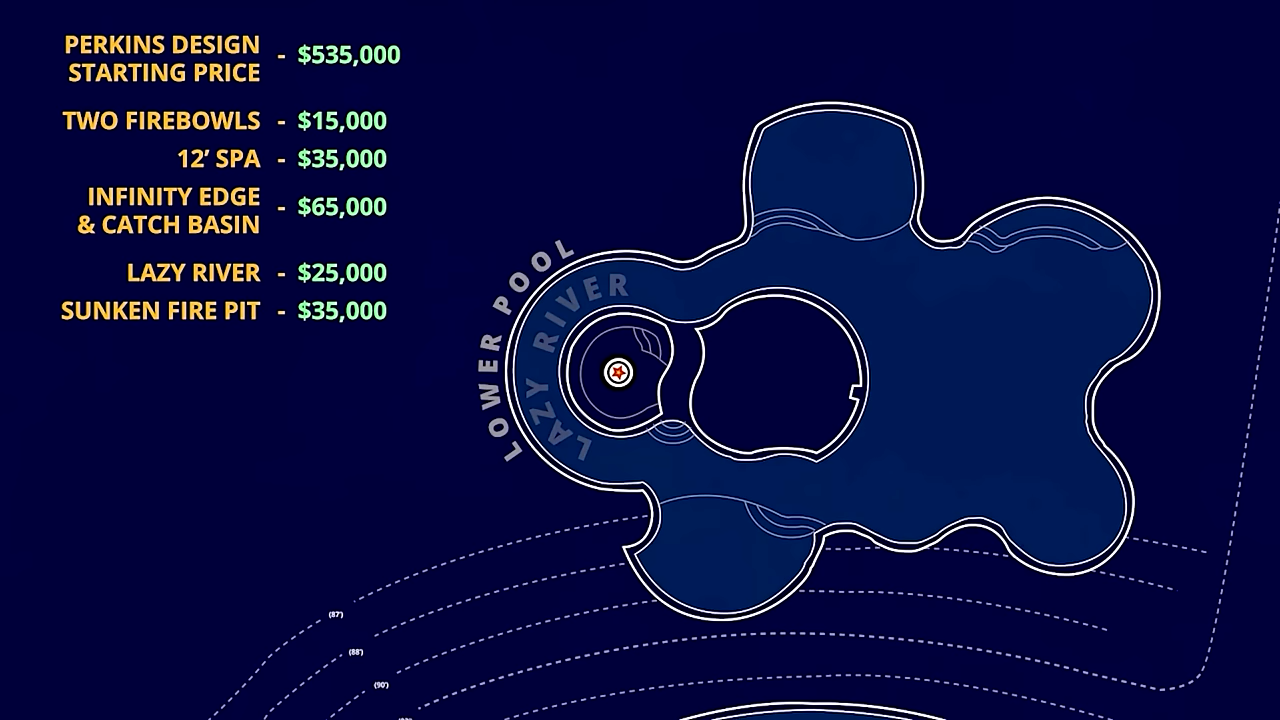 PERKINS DESIGN
STARTING PRICE - $535,000
TWO FIREBOWLS - $15,000
12’ SPA - $35,000
INFINITY EDGE
& CATCH BASIN - $65,000
LAZY RIVER - $25,000
SUNKEN FIRE PIT - $35,000
LOWER POOL
LAZY RIVER
(87')
(88')
(90')